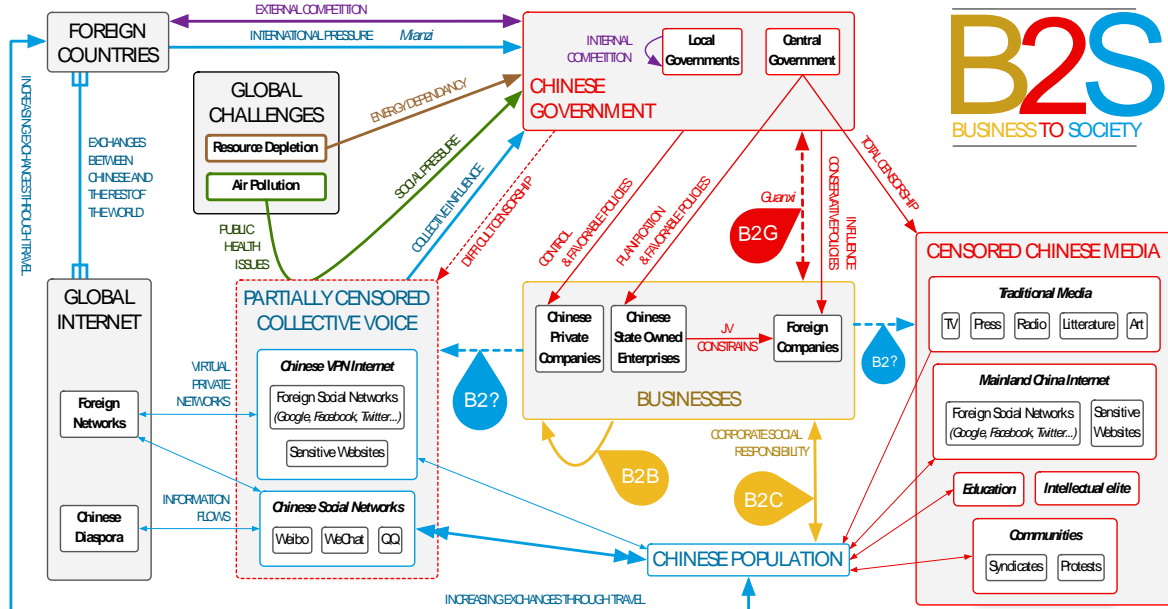 EXTERNAL COMPETITION
FOREIGN
COUNTRIES
INTERNATIONAL PRESSURE
Mianzi
INTERNAL
COMPETITION
Local
Governments
Central
Government
CHINESE
GOVERNMENT
B2S
BUSINESS TO SOCIETY
INCREASING EXCHANGES THROUGH TRAVEL
GLOBAL
CHALLENGES
Resource Depletion
Air Pollution
ENERGY DEPENDANCY
SOCIAL PRESSURE
COLLECTIVE INFLUENCE
DIFFICULT CENSORSHIP
EXCHANGES
BETWEEN
CHINESE AND
THE REST OF
THE WORLD
PUBLIC
HEALTH
ISSUES
CONTROL
& FAVORABLE POLICIES
PLANIFICATION
& FAVORABLE POLICIES
Guanxi
B2G
INFLUENCE
CONSERVATIVE POLICIES
TOTAL CENSORSHIP
GLOBAL
INTERNET
Foreign
Networks
Chinese
Diaspora
VIRTUAL
PRIVATE
NETWORKS
INFORMATION
FLOWS
PARTIALLY CENSORED
COLLECTIVE VOICE
Chinese VPN Internet
Foreign Social Networks
(Google, Facebook, Twitter...)
Sensitive Websites
Chinese Social Networks
Weibo
WeChat
QQ
B2?
Chinese
Private
Companies
Chinese
State Owned
Enterprises
JV
CONSTRAINS
Foreign
Companies
BUSINESSES
B2?
B2B
CORPORATE SOCIAL
RESPONSIBILITY
B2C
CHINESE POPULATION
INCREASING EXCHANGES THROUGH TRAVEL
CENSORED CHINESE MEDIA
Traditional Media
TV
Press
Radio
Litterature
Art
Mainland China Internet
Foreign Social Networks
(Google, Facebook, Twitter...)
Sensitive
Websites
Education
Intellectual elite
Communities
Syndicates
Protests